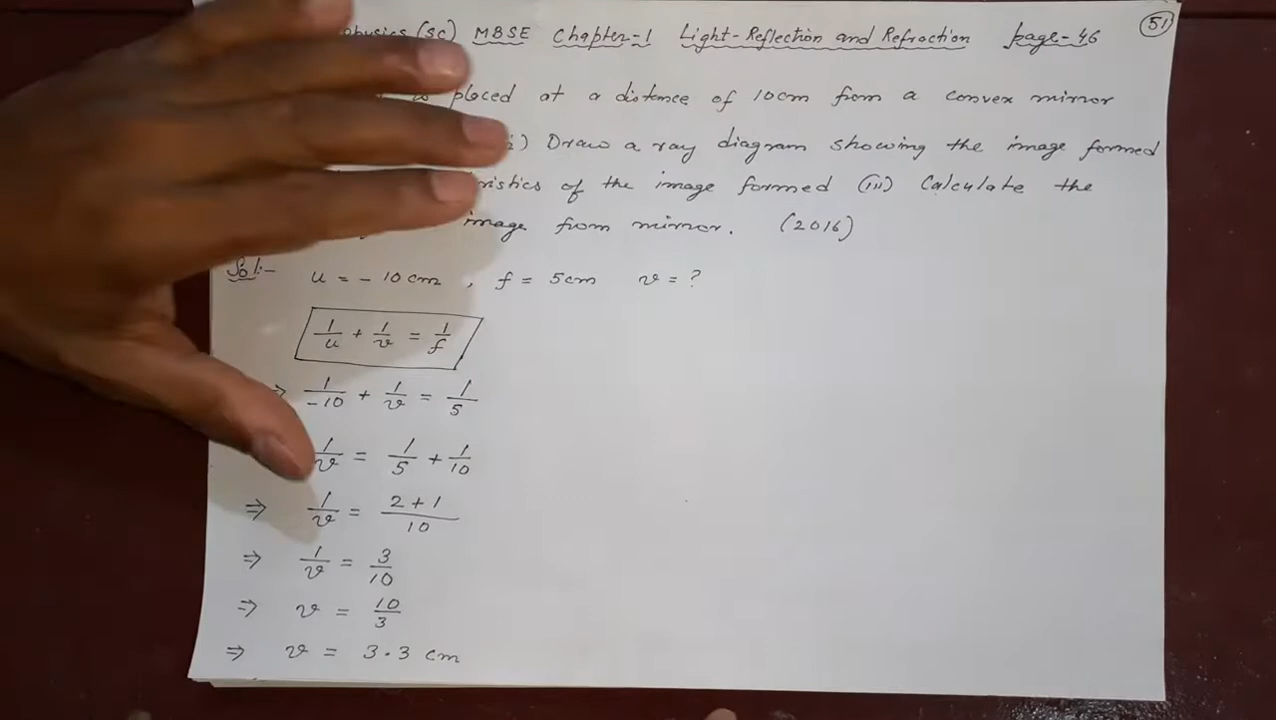 physics (sc) MBSE Chapter-1 Light-Reflection and Refraction page-46 (51)
placed at a distance of 10cm from a convex mirror
Draw a ray diagram showing the image formed
of the image formed (iii) Calculate the
image from mirror. (2016)
Sol:-
u = - 10 cm , f = 5cm v = ?
1/u + 1/v = 1/f
⇒ 1/-10 + 1/v = 1/5
1/v = 1/5 + 1/10
⇒ 1/v = 2+1/10
⇒ 1/v = 3/10
⇒ v = 10/3
⇒ v = 3.3 cm